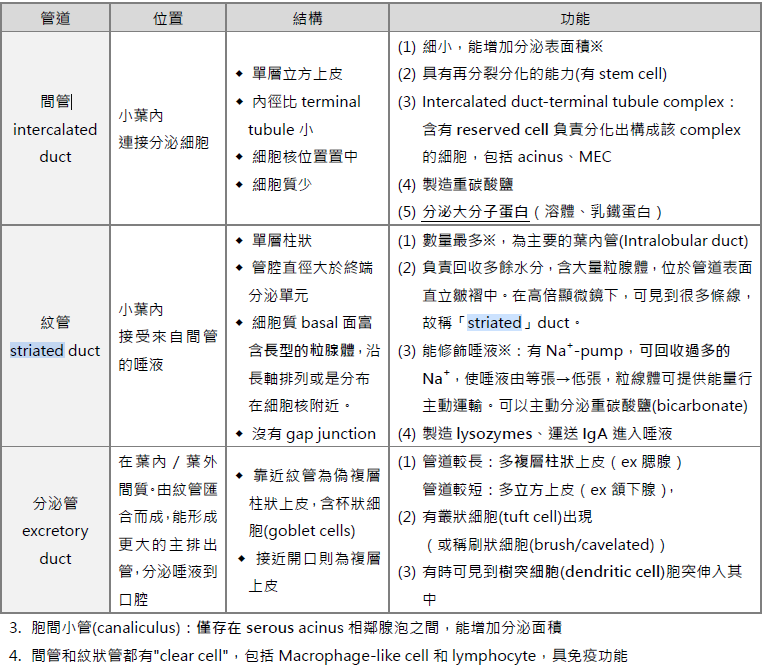 管道 位置 結構 功能
間管
intercalated
duct
小葉內
連接分泌細胞
◆ 單層立方上皮
◆ 內徑比 terminal
tubule 小
◆ 細胞核位置置中
◆ 細胞質少
(1) 細小，能增加分泌表面積※
(2) 具有再分裂分化的能力(有 stem cell)
(3) Intercalated duct-terminal tubule complex：
含有 reserved cell 負責分化出構成該 complex
的細胞，包括 acinus、MEC
(4) 製造重碳酸鹽
(5) 分泌大分子蛋白（溶體、乳鐵蛋白）
紋管
striated duct
小葉內
接受來自間管
的唾液
◆ 單層柱狀
◆ 管腔直徑大於終端
分泌單元
◆ 細胞質 basal 面富
含長型的粒腺體，沿
長軸排列或是分布
在細胞核附近。
◆ 沒有 gap junction
(1) 數量最多※，為主要的葉內管(Intralobular duct)
(2) 負責回收多餘水分，含大量粒腺體，位於管道表面
直立皺褶中。在高倍顯微鏡下，可見到很多條線，
故稱「striated」duct。
(3) 能修飾唾液※：有 Na⁺-pump，可回收過多的
Na⁺，使唾液由等張→低張，粒線體可提供能量行
主動運輸。可以主動分泌重碳酸鹽(bicarbonate)
(4) 製造 lysozymes、運送 IgA 進入唾液
分泌管
excretory
duct
在葉內 / 葉外
間質。由紋管匯
合而成，能形成
更大的主排出
管，分泌唾液到
口腔
◆ 靠近紋管為偽複層
柱狀上皮，含杯狀細
胞(goblet cells)
◆ 接近開口則為複層
上皮
(1) 管道較長：多複層柱狀上皮（ex 腮腺）
管道較短：多立方上皮（ex 頷下腺），
(2) 有叢狀細胞(tuft cell)出現
（或稱刷狀細胞(brush/cavelated)）
(3) 有時可見到樹突細胞(dendritic cell)胞突伸入其
中
3. 胞間小管(canaliculus)：僅存在 serous acinus 相鄰腺泡之間，能增加分泌面積
4. 間管和紋狀管都有"clear cell"，包括 Macrophage-like cell 和 lymphocyte，具免疫功能